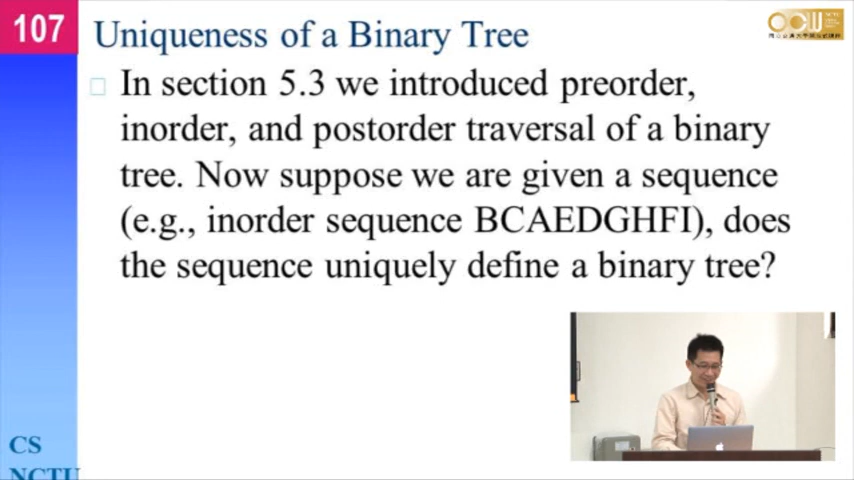 107
Uniqueness of a Binary Tree
In section 5.3 we introduced preorder,
inorder, and postorder traversal of a binary
tree. Now suppose we are given a sequence
(e.g., inorder sequence BCAEDGHFI), does
the sequence uniquely define a binary tree?
CS
NCTU
OCW